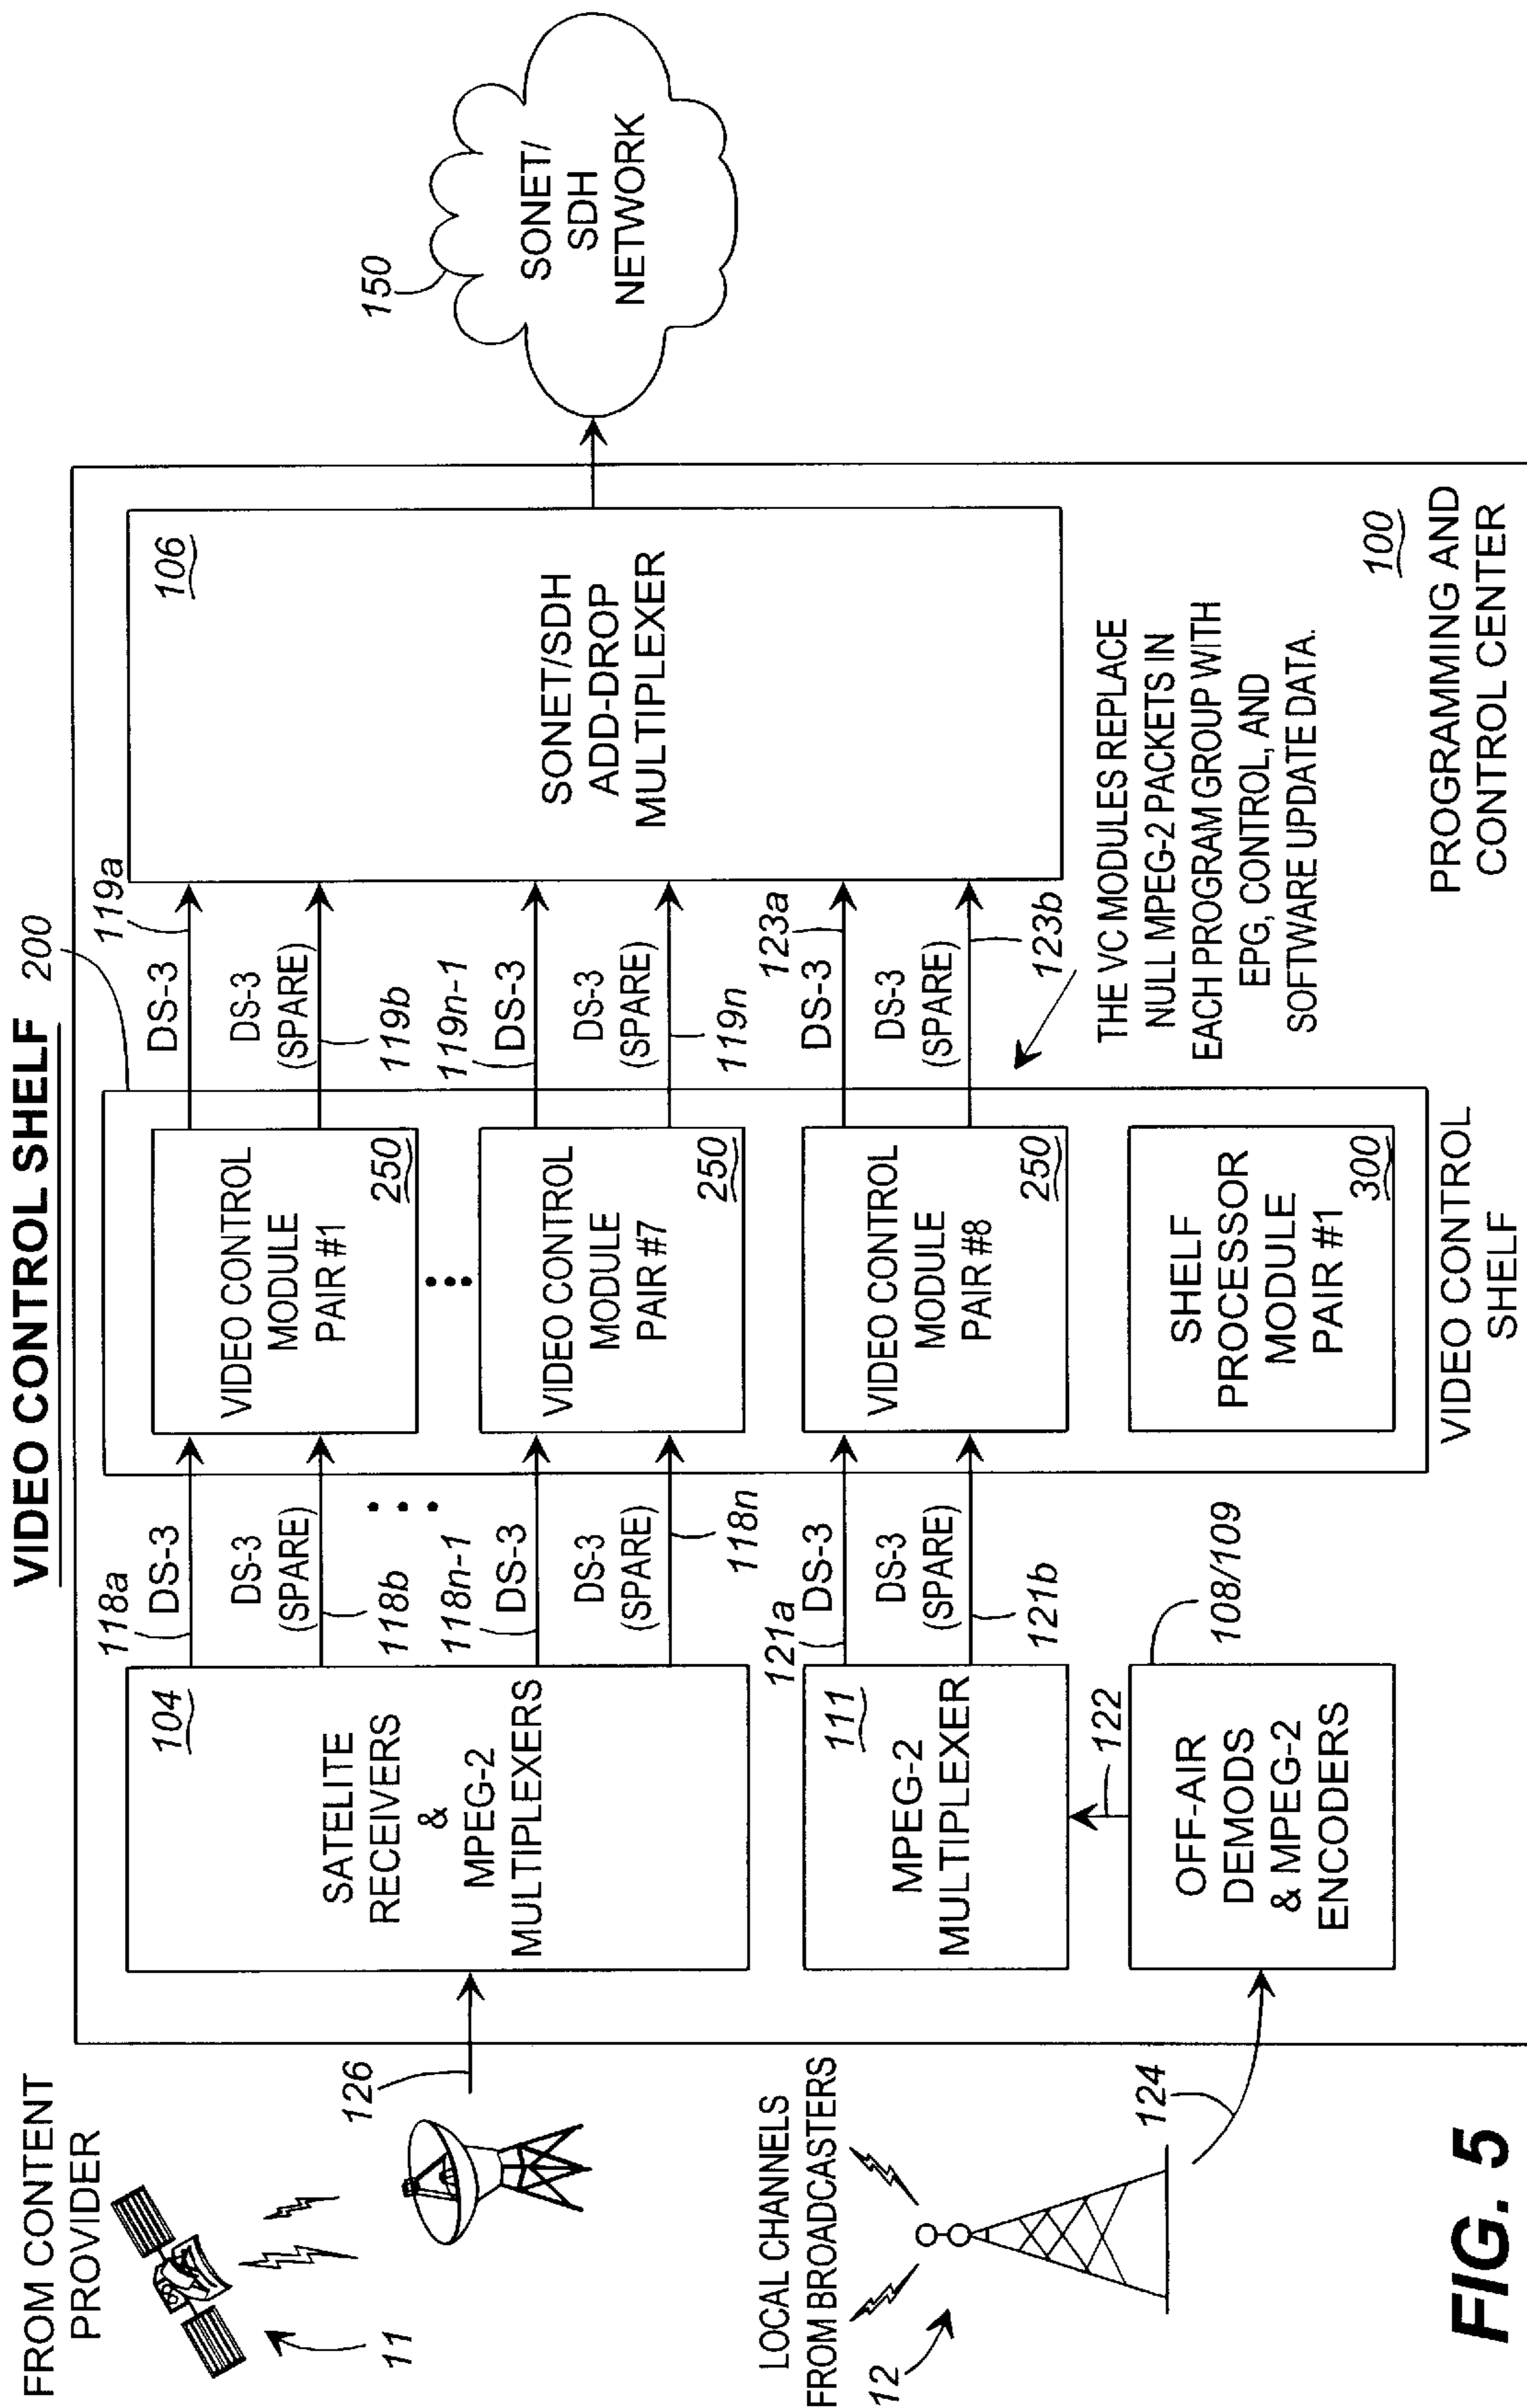 VIDEO CONTROL SHELF
FROM CONTENT
PROVIDER
11
126
LOCAL CHANNELS
FROM BROADCASTERS
12
124
104
SATELITE
RECEIVERS
&
MPEG-2
MULTIPLEXERS
111
MPEG-2
MULTIPLEXER
122
108/109
OFF-AIR
DEMODS
& MPEG-2
ENCODERS
118a
DS-3
DS-3
(SPARE)
118b
118n-1
DS-3
DS-3
(SPARE)
118n
121a
DS-3
DS-3
(SPARE)
121b
200
VIDEO CONTROL
MODULE
PAIR #1
250
VIDEO CONTROL
MODULE
PAIR #7
250
VIDEO CONTROL
MODULE
PAIR #8
250
SHELF
PROCESSOR
MODULE
PAIR #1
300
VIDEO CONTROL
SHELF
119a
DS-3
DS-3
(SPARE)
119b
119n-1
DS-3
DS-3
(SPARE)
119n
123a
DS-3
DS-3
(SPARE)
123b
THE VC MODULES REPLACE
NULL MPEG-2 PACKETS IN
EACH PROGRAM GROUP WITH
EPG, CONTROL, AND
SOFTWARE UPDATE DATA.
106
SONET/SDH
ADD-DROP
MULTIPLEXER
100
PROGRAMMING AND
CONTROL CENTER
150
SONET/
SDH
NETWORK
FIG. 5